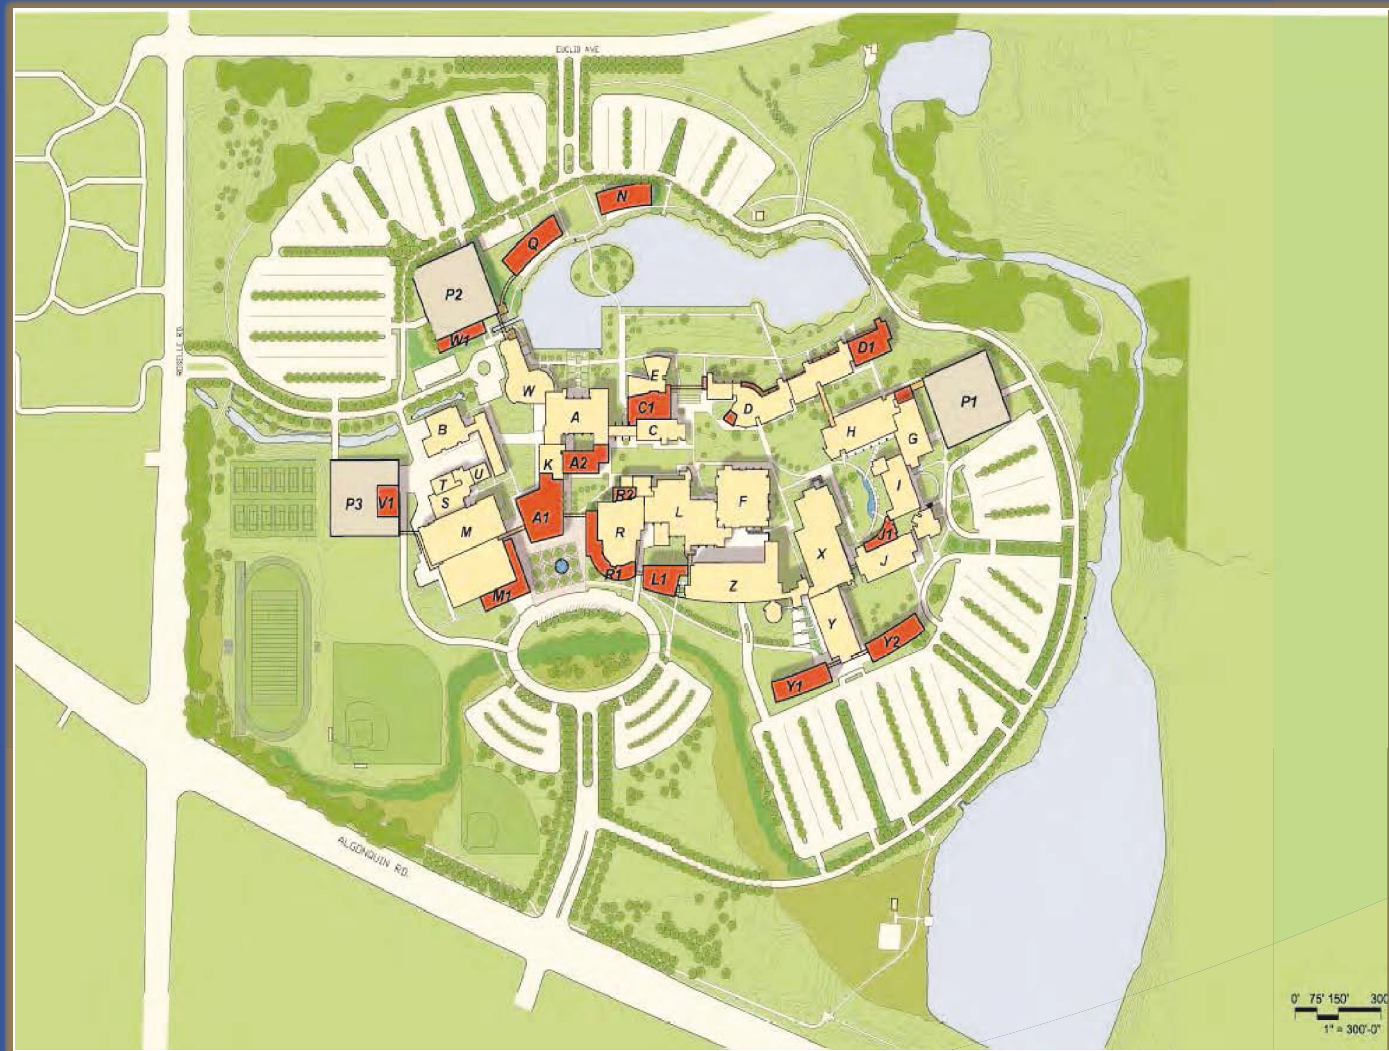 EUCLID AVE
N
Q
P2
W1
ROSELLE RD.
D1
E
W
C1
P1
D
A
B
C
H
G
K
A2
U
T
I
R2
S
P3
V1
F
L
A1
M
R
X
J1
J
R1
L1
Z
M1
Y
Y2
Y1
ALGONQUIN RD.
0' 75' 150' 300
1" = 300'-0"